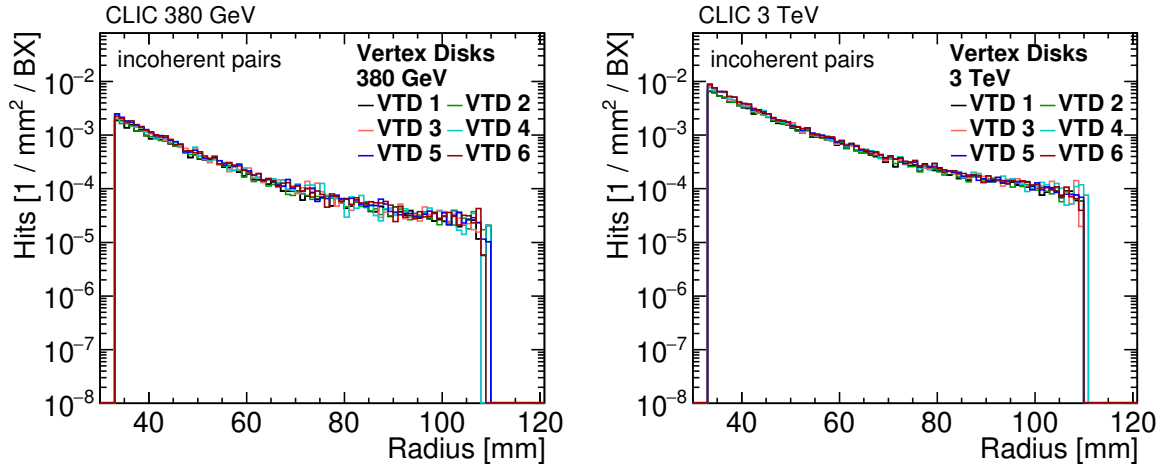 CLIC 380 GeV
incoherent pairs
Vertex Disks
380 GeV
VTD 1 VTD 2
VTD 3 VTD 4
VTD 5 VTD 6
Hits [1 / mm² / BX]
10⁻²
10⁻³
10⁻⁴
10⁻⁵
10⁻⁶
10⁻⁷
10⁻⁸
40 60 80 100 120
Radius [mm]
CLIC 3 TeV
incoherent pairs
Vertex Disks
3 TeV
VTD 1 VTD 2
VTD 3 VTD 4
VTD 5 VTD 6
Hits [1 / mm² / BX]
10⁻²
10⁻³
10⁻⁴
10⁻⁵
10⁻⁶
10⁻⁷
10⁻⁸
40 60 80 100 120
Radius [mm]